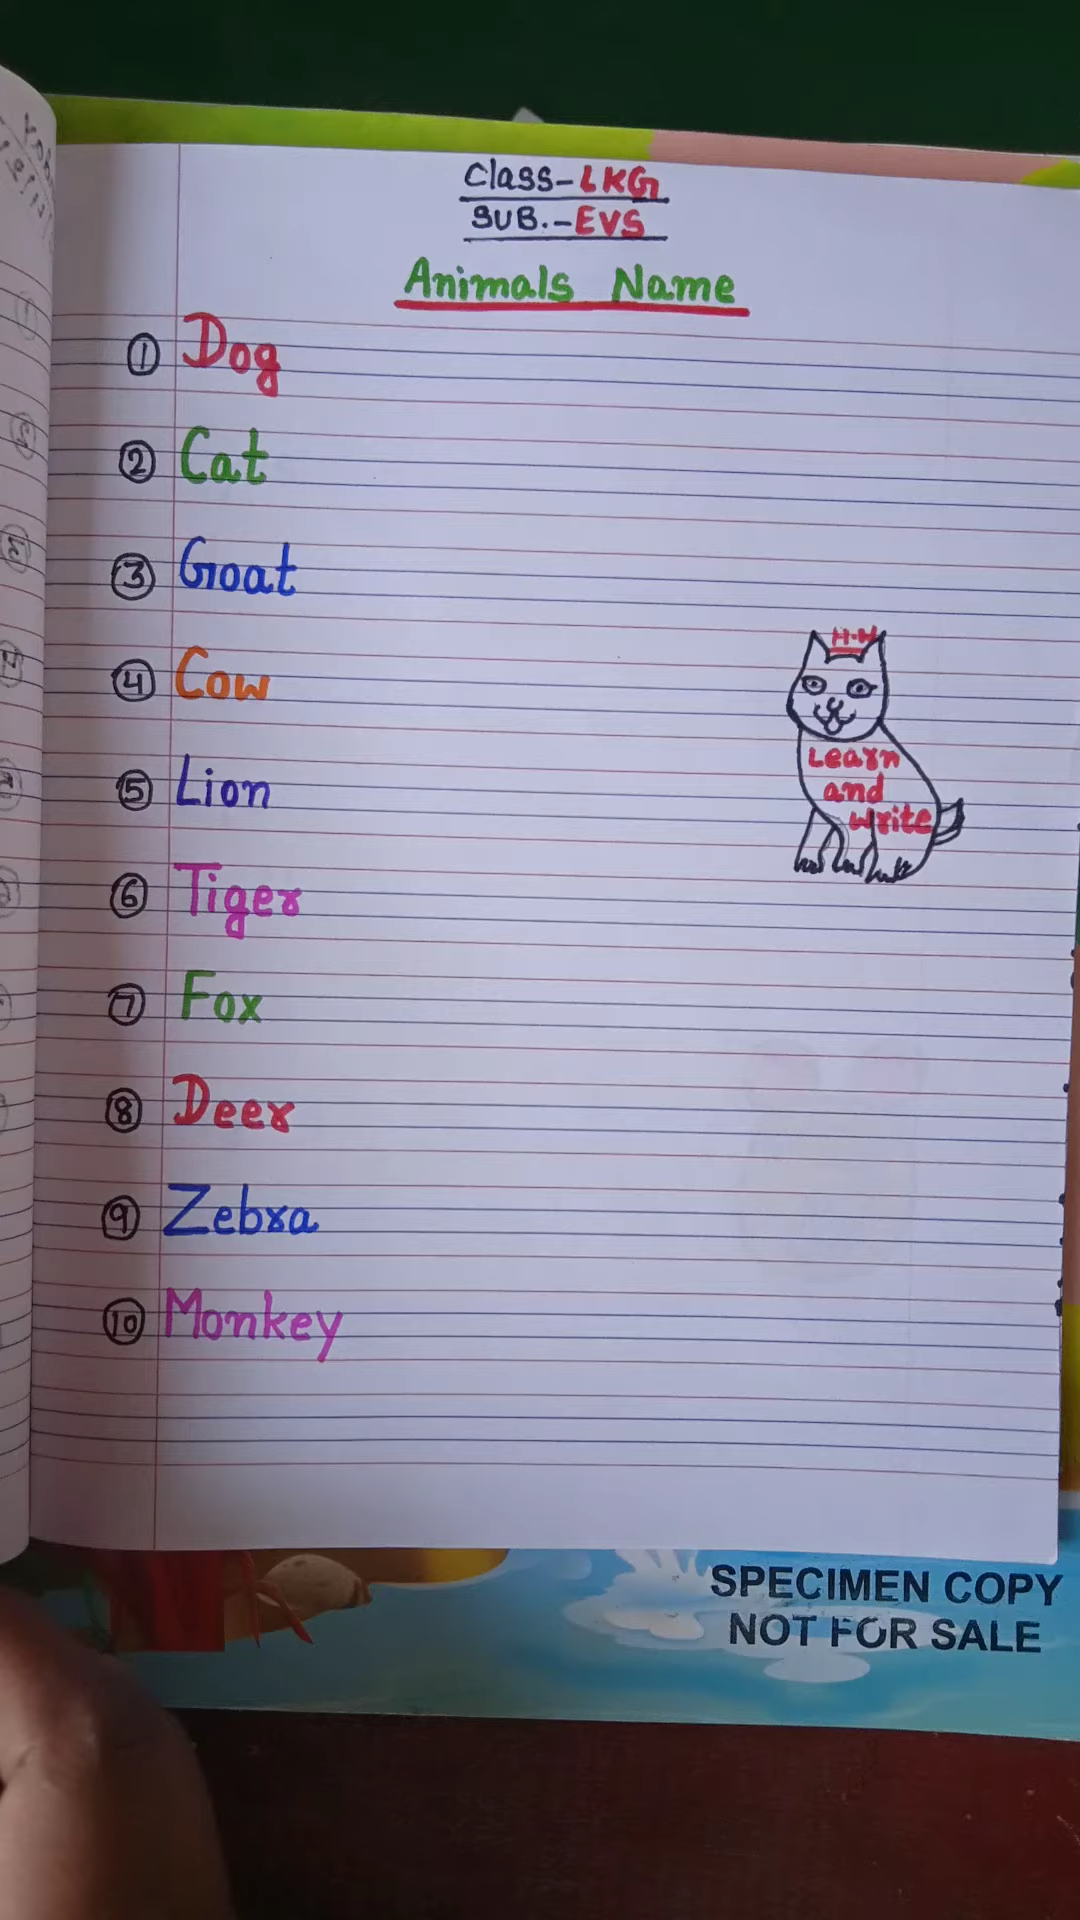 Class-LKG
SUB.-EVS
Animals Name
① Dog
② Cat
③ Goat
④ Cow
⑤ Lion
⑥ Tiger
⑦ Fox
⑧ Deer
⑨ Zebra
⑩ Monkey
H.W
Learn
and
write
SPECIMEN COPY
NOT FOR SALE